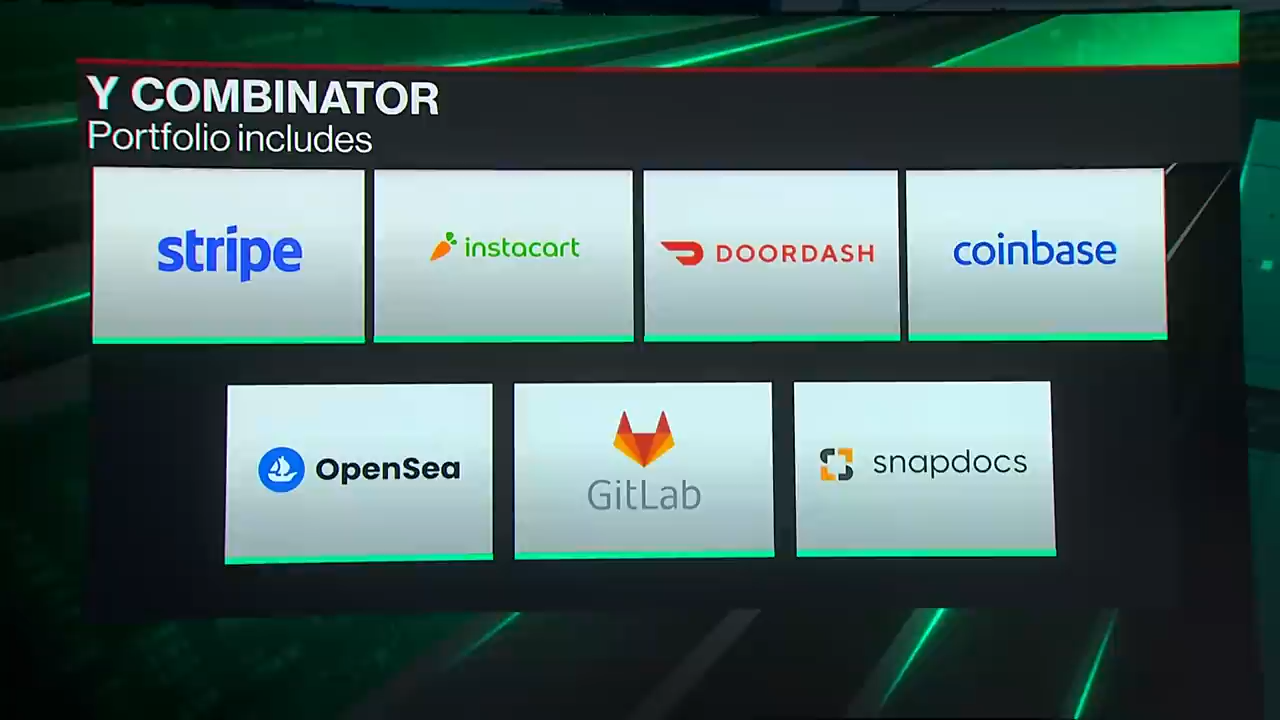 Y COMBINATOR
Portfolio includes
stripe
instacart
DOORDASH
coinbase
OpenSea
GitLab
snapdocs